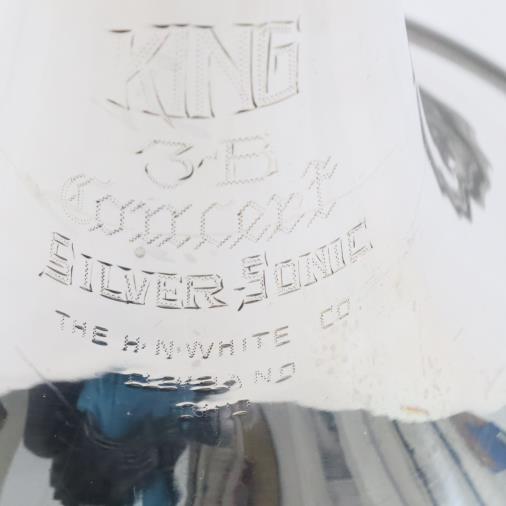 KING
3-B
Concert
SILVER-SONIC
THE H.N. WHITE CO.